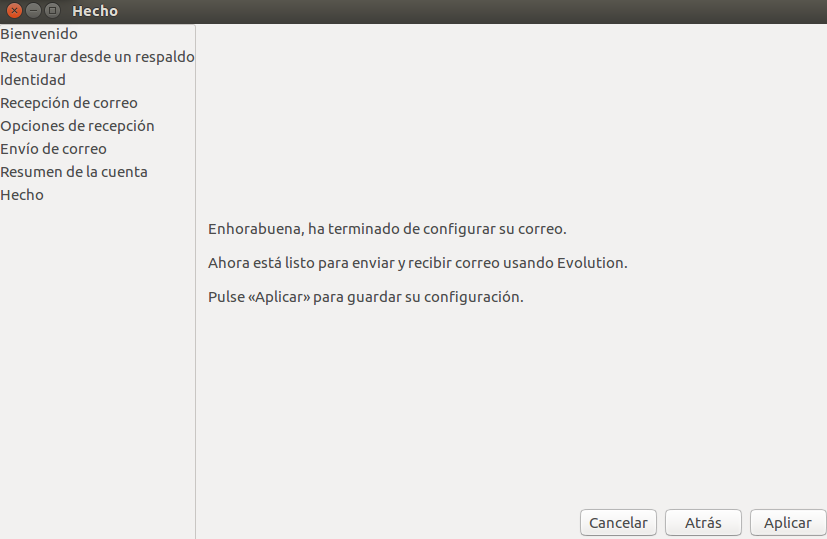 Hecho
Bienvenido
Restaurar desde un respaldo
Identidad
Recepción de correo
Opciones de recepción
Envío de correo
Resumen de la cuenta
Hecho
Enhorabuena, ha terminado de configurar su correo.
Ahora está listo para enviar y recibir correo usando Evolution.
Pulse «Aplicar» para guardar su configuración.
Cancelar
Atrás
Aplicar